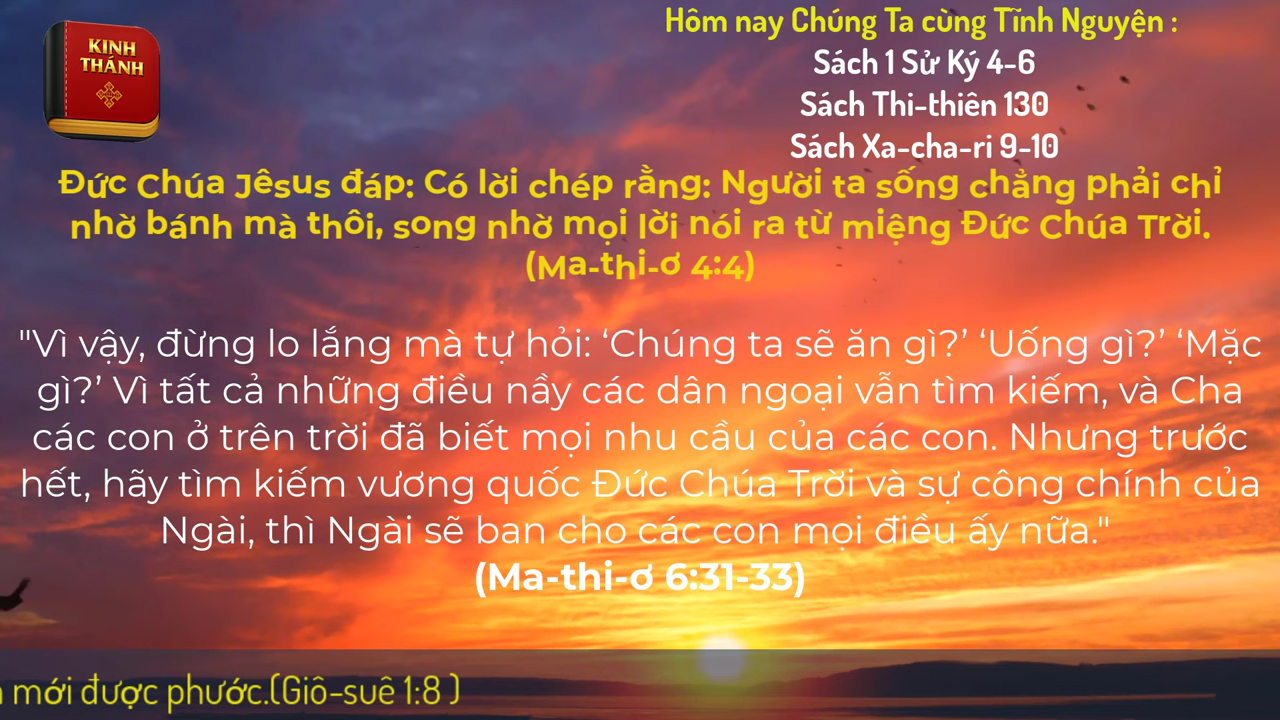 KINH
THÁNH
Hôm nay Chúng Ta cùng Tĩnh Nguyện :
Sách 1 Sử Ký 4-6
Sách Thi-thiên 130
Sách Xa-cha-ri 9-10
Đức Chúa Jêsus đáp: Có lời chép rằng: Người ta sống chẳng phải chỉ
nhờ bánh mà thôi, song nhờ mọi lời nói ra từ miệng Đức Chúa Trời.
(Ma-thi-ơ 4:4)
"Vì vậy, đừng lo lắng mà tự hỏi: ‘Chúng ta sẽ ăn gì?’ ‘Uống gì?’ ‘Mặc
gì?’ Vì tất cả những điều nầy các dân ngoại vẫn tìm kiếm, và Cha
các con ở trên trời đã biết mọi nhu cầu của các con. Nhưng trước
hết, hãy tìm kiếm vương quốc Đức Chúa Trời và sự công chính của
Ngài, thì Ngài sẽ ban cho các con mọi điều ấy nữa."
(Ma-thi-ơ 6:31-33)
mới được phước.(Giô-suê 1:8 )